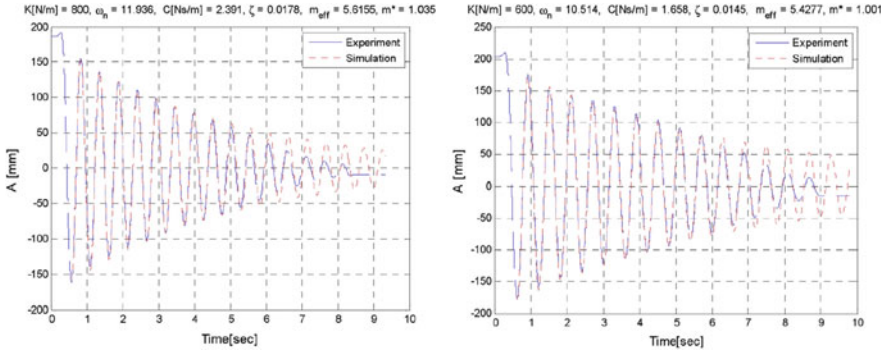 K[N/m] = 800, ω_n = 11.936, C[Ns/m] = 2.391, ζ = 0.0178, m_eff = 5.6155, m* = 1.035
200
150
100
50
0
-50
-100
-150
-200
A [mm]
Experiment
Simulation
0 1 2 3 4 5 6 7 8 9 10
Time[sec]
K[N/m] = 600, ω_n = 10.514, C[Ns/m] = 1.658, ζ = 0.0145, m_eff = 5.4277, m* = 1.001
250
200
150
100
50
0
-50
-100
-150
-200
A [mm]
Experiment
Simulation
0 1 2 3 4 5 6 7 8 9 10
Time[sec]